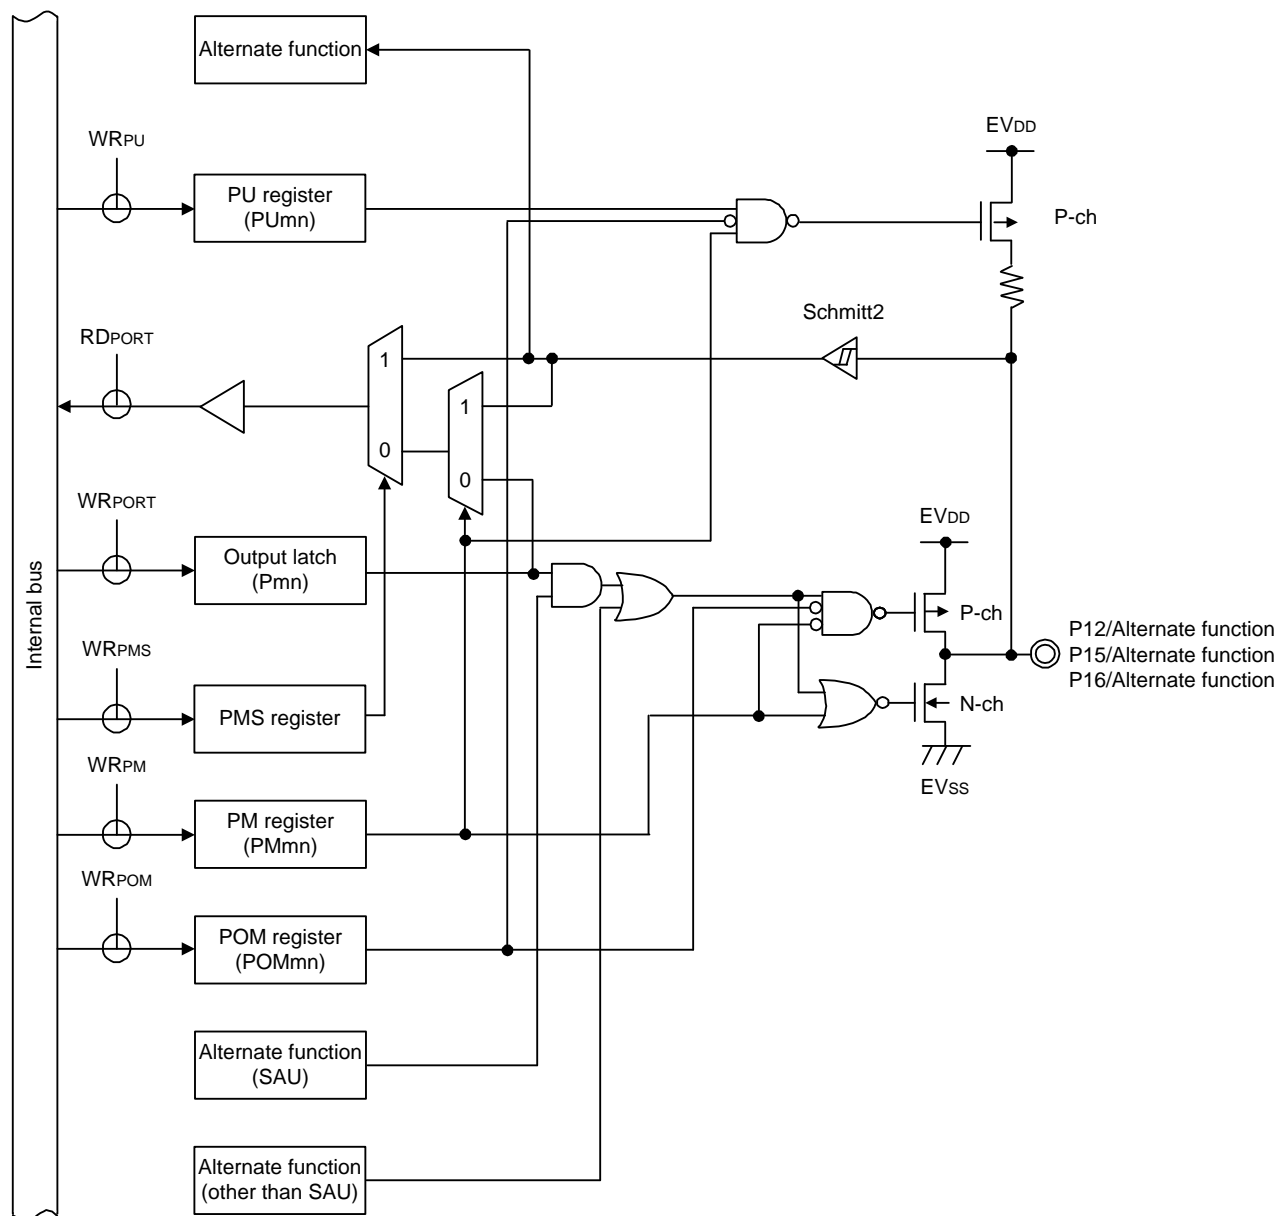 Alternate function
WRPU
EVDD
PU register
(PUmn)
P-ch
RDPORT
Schmitt2
1
1
0
0
WRPORT
EVDD
Output latch
(Pmn)
P-ch
P12/Alternate function
P15/Alternate function
P16/Alternate function
Internal bus
WRPMS
PMS register
N-ch
WRPM
EVSS
PM register
(PMmn)
WRPOM
POM register
(POMmn)
Alternate function
(SAU)
Alternate function
(other than SAU)